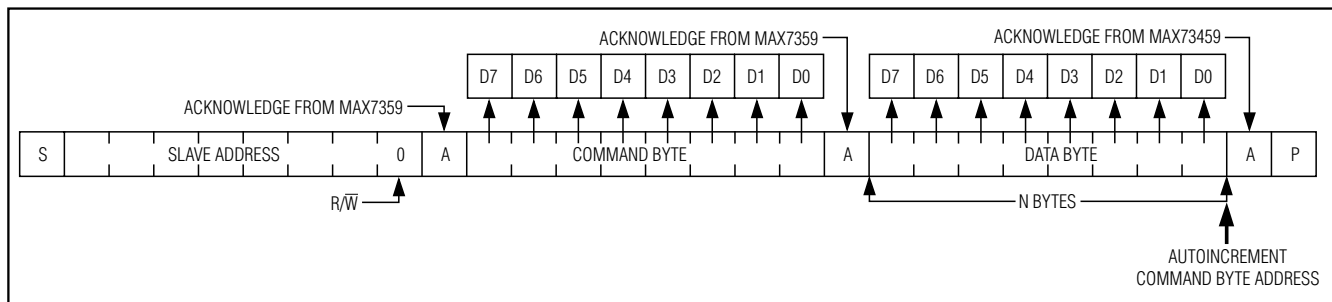 ACKNOWLEDGE FROM MAX7359 ACKNOWLEDGE FROM MAX73459
D7 D6 D5 D4 D3 D2 D1 D0 D7 D6 D5 D4 D3 D2 D1 D0
ACKNOWLEDGE FROM MAX7359
S SLAVE ADDRESS 0 A COMMAND BYTE A DATA BYTE A P
R/W̅ N BYTES
AUTOINCREMENT
COMMAND BYTE ADDRESS